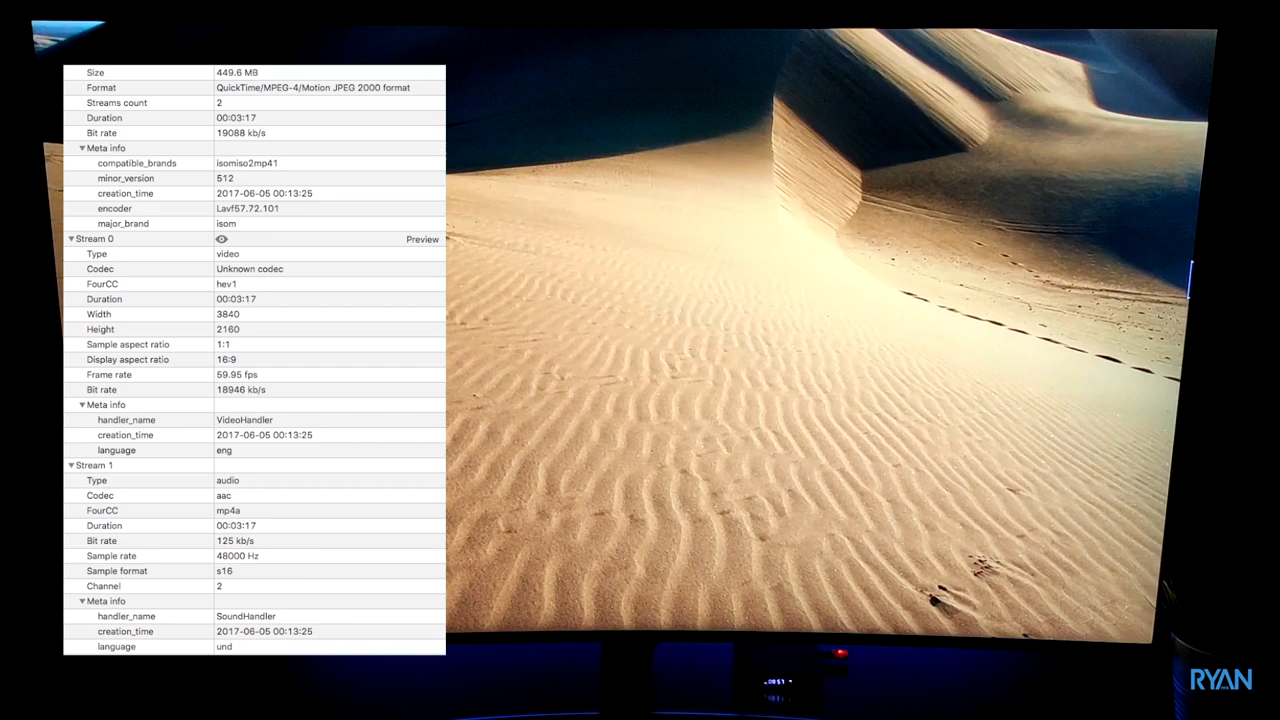 Size 449.6 MB
Format QuickTime/MPEG-4/Motion JPEG 2000 format
Streams count 2
Duration 00:03:17
Bit rate 19088 kb/s
Meta info
compatible_brands isomiso2mp41
minor_version 512
creation_time 2017-06-05 00:13:25
encoder Lavf57.72.101
major_brand isom
Stream 0 Preview
Type video
Codec Unknown codec
FourCC hev1
Duration 00:03:17
Width 3840
Height 2160
Sample aspect ratio 1:1
Display aspect ratio 16:9
Frame rate 59.95 fps
Bit rate 18946 kb/s
Meta info
handler_name VideoHandler
creation_time 2017-06-05 00:13:25
language eng
Stream 1
Type audio
Codec aac
FourCC mp4a
Duration 00:03:17
Bit rate 125 kb/s
Sample rate 48000 Hz
Sample format s16
Channel 2
Meta info
handler_name SoundHandler
creation_time 2017-06-05 00:13:25
language und
RYAN